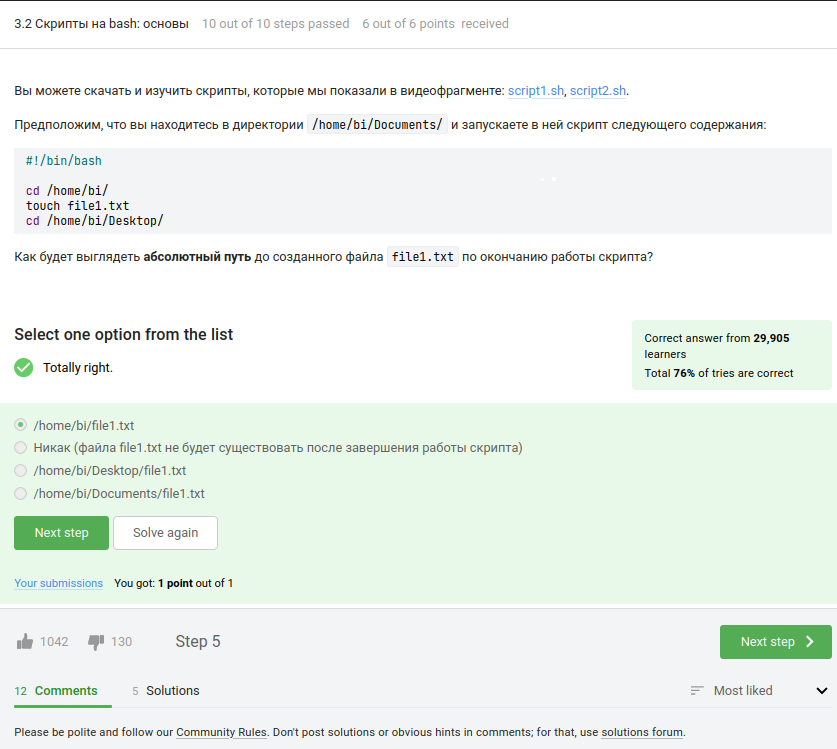 3.2 Скрипты на bash: основы 10 out of 10 steps passed 6 out of 6 points received
Вы можете скачать и изучить скрипты, которые мы показали в видеофрагменте: script1.sh, script2.sh.
Предположим, что вы находитесь в директории /home/bi/Documents/ и запускаете в ней скрипт следующего содержания:
#!/bin/bash
cd /home/bi/
touch file1.txt
cd /home/bi/Desktop/
Как будет выглядеть абсолютный путь до созданного файла file1.txt по окончанию работы скрипта?
Select one option from the list
Totally right.
Correct answer from 29,905
learners
Total 76% of tries are correct
/home/bi/file1.txt
Никак (файла file1.txt не будет существовать после завершения работы скрипта)
/home/bi/Desktop/file1.txt
/home/bi/Documents/file1.txt
Next step Solve again
Your submissions You got: 1 point out of 1
1042 130 Step 5 Next step
12 Comments 5 Solutions Most liked
Please be polite and follow our Community Rules. Don't post solutions or obvious hints in comments; for that, use solutions forum.